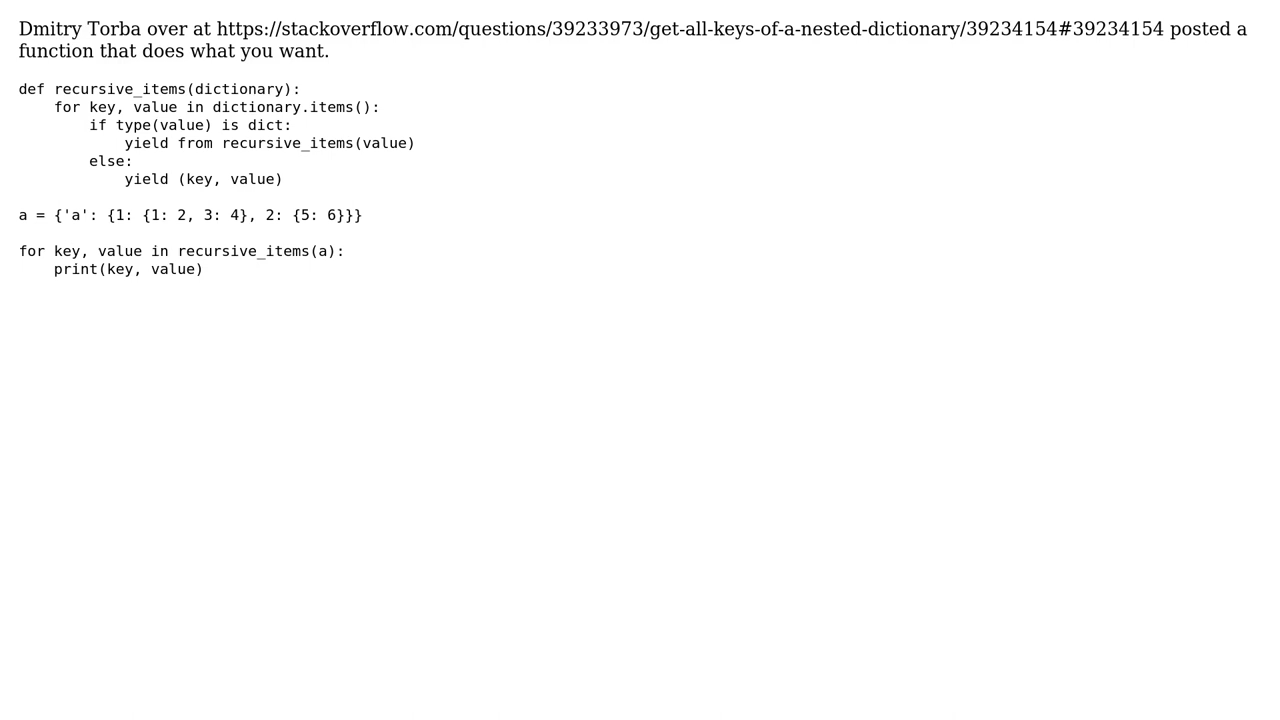 Dmitry Torba over at https://stackoverflow.com/questions/39233973/get-all-keys-of-a-nested-dictionary/39234154#39234154 posted a
function that does what you want.
def recursive_items(dictionary):
    for key, value in dictionary.items():
        if type(value) is dict:
            yield from recursive_items(value)
        else:
            yield (key, value)
a = {'a': {1: {1: 2, 3: 4}, 2: {5: 6}}}
for key, value in recursive_items(a):
    print(key, value)